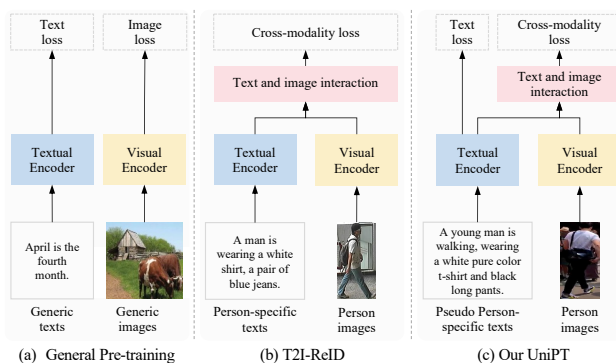 Text
loss
Image
loss
Textual
Encoder
Visual
Encoder
April is the
fourth
month.
Generic
texts
Generic
images
(a) General Pre-training
Cross-modality loss
Text and image interaction
Textual
Encoder
Visual
Encoder
A man is
wearing a white
shirt, a pair of
blue jeans.
Person-specific
texts
Person
images
(b) T2I-ReID
Text
loss
Cross-modality
loss
Text and image
interaction
Textual
Encoder
Visual
Encoder
A young man is
walking, wearing
a white pure color
t-shirt and black
long pants.
Pseudo Person-
specific texts
Person
images
(c) Our UniPT